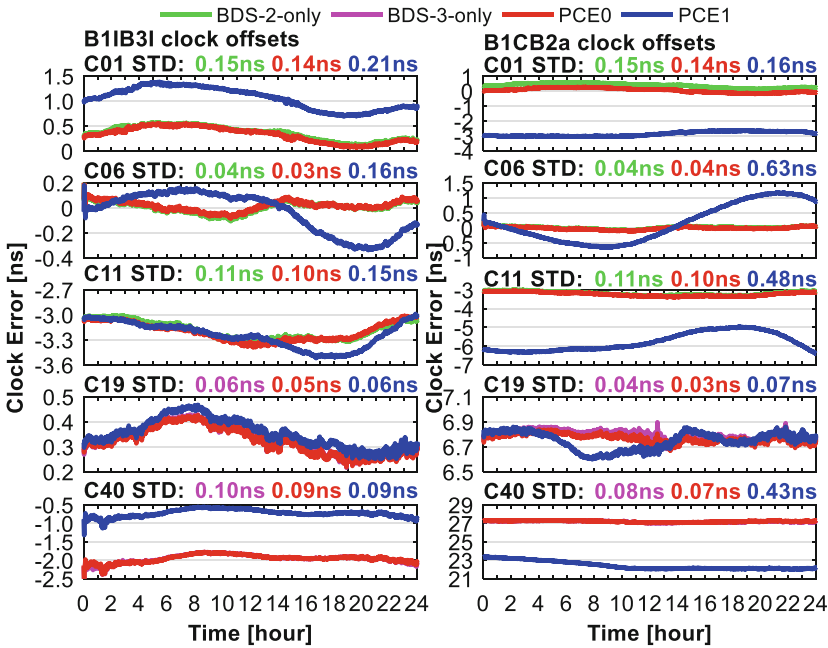 BDS-2-only BDS-3-only PCE0 PCE1
B1IB3I clock offsets
C01 STD: 0.15ns 0.14ns 0.21ns
1.5
1.0
0.5
0
C06 STD: 0.04ns 0.03ns 0.16ns
0.2
0
-0.2
-0.4
C11 STD: 0.11ns 0.10ns 0.15ns
-2.7
-3.0
-3.3
-3.6
C19 STD: 0.06ns 0.05ns 0.06ns
0.5
0.4
0.3
0.2
C40 STD: 0.10ns 0.09ns 0.09ns
-0.5
-1.0
-1.5
-2.0
-2.5
0 2 4 6 8 10 12 14 16 18 20 22 24
Time [hour]
Clock Error [ns]
B1CB2a clock offsets
C01 STD: 0.15ns 0.14ns 0.16ns
1
0
-1
-2
-3
-4
C06 STD: 0.04ns 0.04ns 0.63ns
1.5
0.5
-0.5
-1
C11 STD: 0.11ns 0.10ns 0.48ns
-3
-4
-5
-6
-7
C19 STD: 0.04ns 0.03ns 0.07ns
7.1
6.9
6.7
6.5
C40 STD: 0.08ns 0.07ns 0.43ns
29
27
25
23
21
0 2 4 6 8 10 12 14 16 18 20 22 24
Time [hour]
Clock Error [ns]